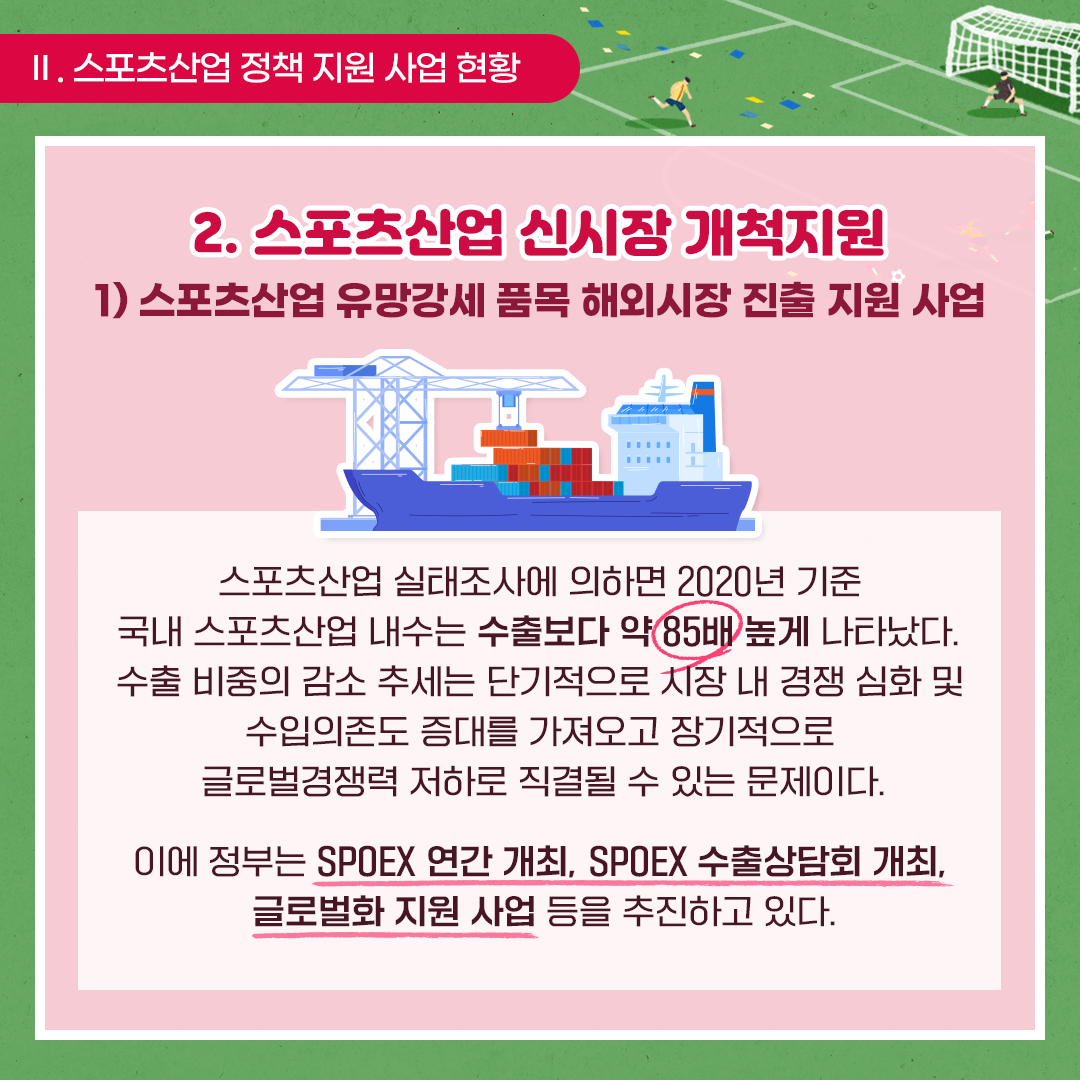 II. 스포츠산업 정책 지원 사업 현황
2. 스포츠산업 신시장 개척지원
1) 스포츠산업 유망강세 품목 해외시장 진출 지원 사업
스포츠산업 실태조사에 의하면 2020년 기준
국내 스포츠산업 내수는 수출보다 약 85배 높게 나타났다.
수출 비중의 감소 추세는 단기적으로 시장 내 경쟁 심화 및
수입의존도 증대를 가져오고 장기적으로
글로벌경쟁력 저하로 직결될 수 있는 문제이다.
이에 정부는 SPOEX 연간 개최, SPOEX 수출상담회 개최,
글로벌화 지원 사업 등을 추진하고 있다.